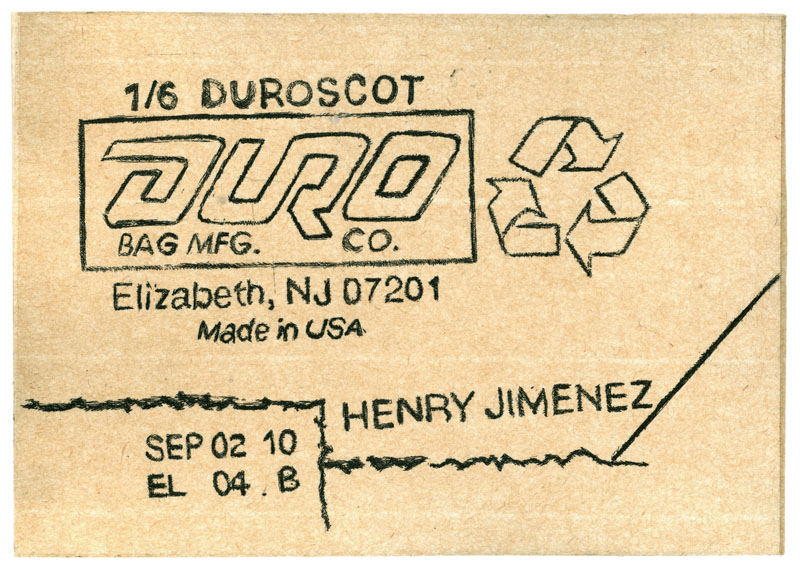 1/6 DUROSCOT
DURO
BAG MFG. CO.
Elizabeth, NJ 07201
Made in USA
HENRY JIMENEZ
SEP 02 10
EL 04 . B